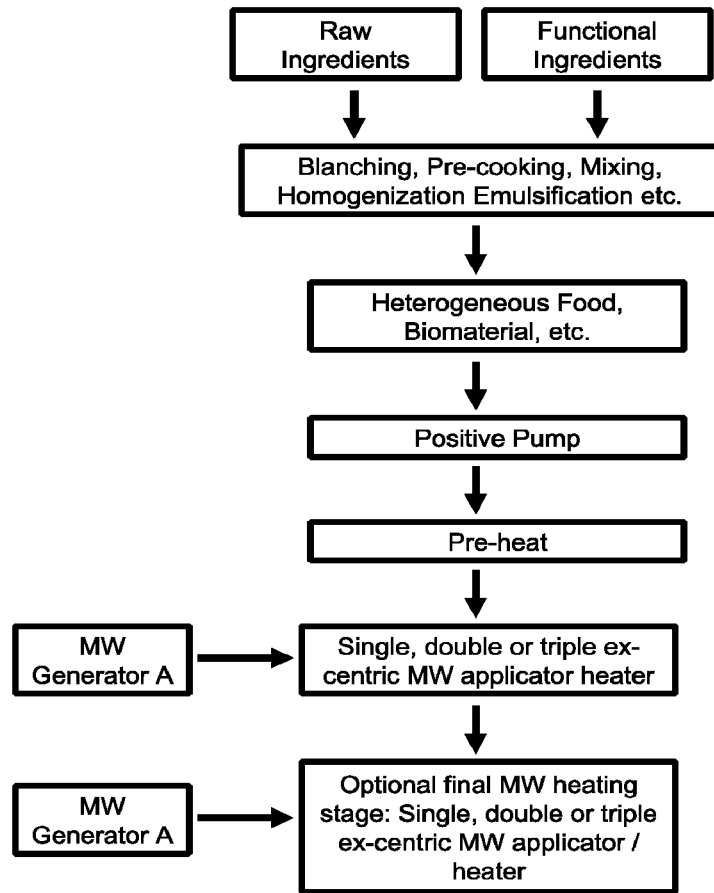 Raw
Ingredients
Functional
Ingredients
Blanching, Pre-cooking, Mixing,
Homogenization Emulsification etc.
Heterogeneous Food,
Biomaterial, etc.
Positive Pump
Pre-heat
MW
Generator A
Single, double or triple ex-
centric MW applicator heater
MW
Generator A
Optional final MW heating
stage: Single, double or triple
ex-centric MW applicator /
heater